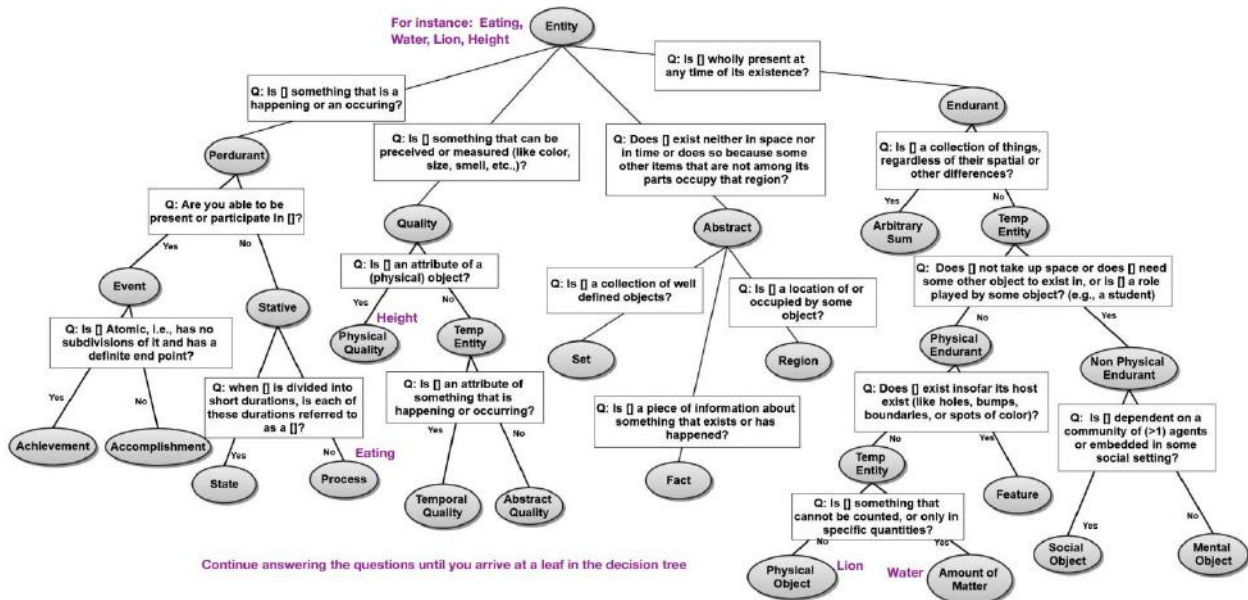 For instance: Eating,
Water, Lion, Height
Entity
Q: Is [] wholly present at
any time of its existence?
Q: Is [] something that is a
happening or an occuring?
Endurant
Q: Is [] something that can be
preceived or measured (like color,
size, smell, etc.,)?
Q: Does [] exist neither in space nor
in time or does so because some
other items that are not among its
parts occupy that region?
Q: Is [] a collection of things,
regardless of their spatial or
other differences?
Perdurant
Q: Are you able to be
present or participate in []?
Yes
No
Quality
Abstract
Yes
No
Arbitrary
Sum
Temp
Entity
Yes
No
Event
Stative
Q: Is [] an attribute of a
(physical) object?
Q: Is [] a collection of well
defined objects?
Q: Is [] a location of or
occupied by some
object?
Q: Does [] not take up space or does [] need
some other object to exist in, or is [] a role
played by some object? (e.g., a student)
Q: Is [] Atomic, i.e., has no
subdivisions of it and has a
definite end point?
Yes
No
Height
Physical
Quality
Temp
Entity
Set
Region
No
Yes
Physical
Endurant
Non Physical
Endurant
Q: when [] is divided into
short durations, is each of
these durations referred to
as a []?
Q: Is [] an attribute of
something that is
happening or occurring?
Q: Is [] a piece of information about
something that exists or has
happened?
Q: Does [] exist insofar its host
exist (like holes, bumps,
boundaries, or spots of color)?
Q: Is [] dependent on a
community of (>1) agents
or embedded in some
social setting?
Yes
No
Achievement
Accomplishment
Yes
No
Eating
State
Process
Yes
No
Temporal
Quality
Abstract
Quality
Fact
No
Yes
Temp
Entity
Feature
Q: Is [] something that
cannot be counted, or only in
specific quantities?
Yes
No
Social
Object
Mental
Object
No
Yes
Physical
Object
Lion
Water
Amount of
Matter
Continue answering the questions until you arrive at a leaf in the decision tree